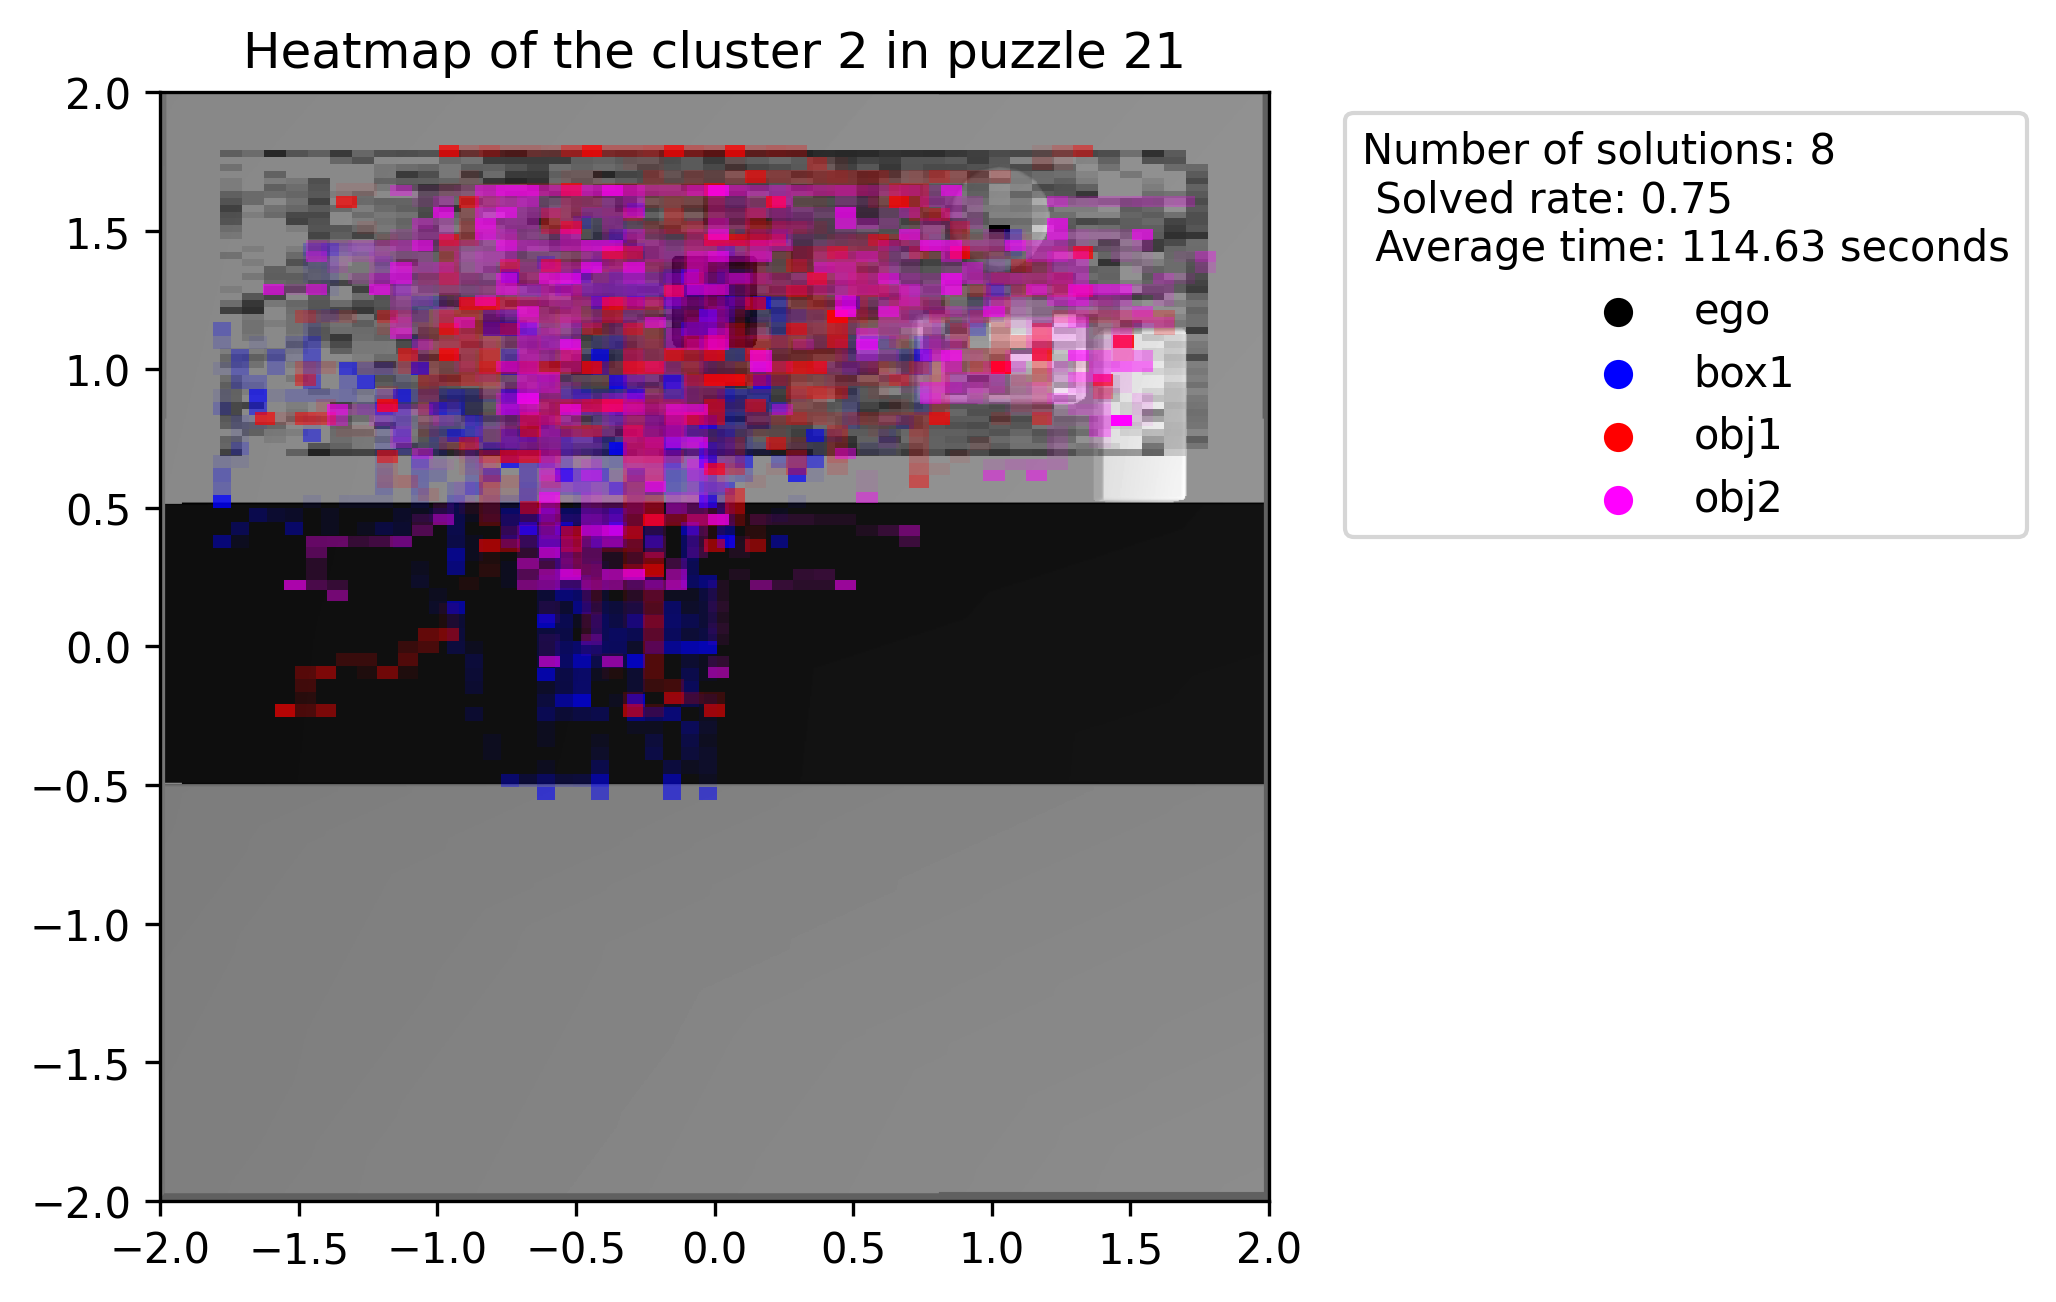 Heatmap of the cluster 2 in puzzle 21
2.0
1.5
1.0
0.5
0.0
−0.5
−1.0
−1.5
−2.0
−2.0 −1.5 −1.0 −0.5 0.0 0.5 1.0 1.5 2.0
Number of solutions: 8
Solved rate: 0.75
Average time: 114.63 seconds
ego
box1
obj1
obj2